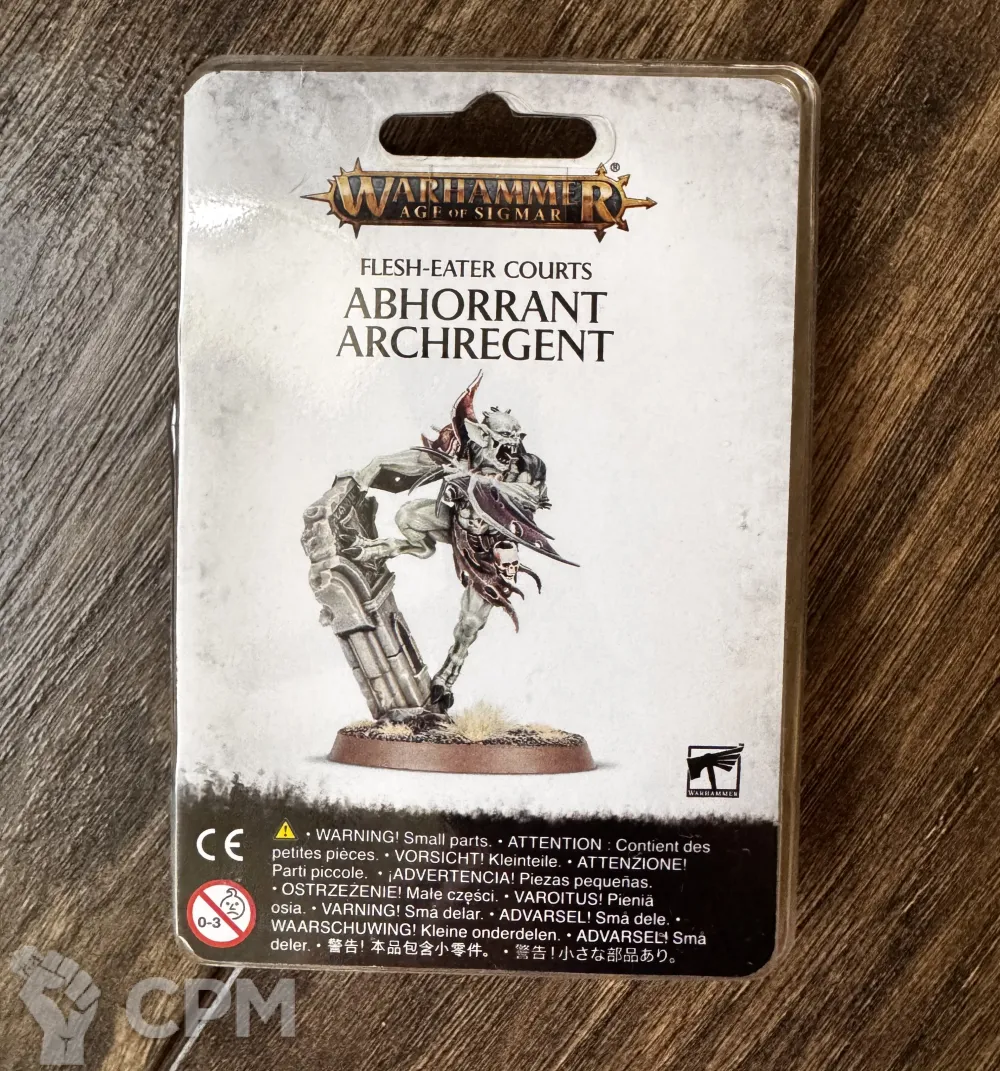 WARHAMMER®
AGE OF SIGMAR
FLESH-EATER COURTS
ABHORRANT
ARCHREGENT
WARHAMMER
CE
• WARNING! Small parts. • ATTENTION : Contient des
petites pièces. • VORSICHT! Kleinteile. • ATTENZIONE!
Parti piccole. • ¡ADVERTENCIA! Piezas pequeñas.
• OSTRZEŻENIE! Małe części. • VAROITUS! Pieniä
osia. • VARNING! Små delar. • ADVARSEL! Små dele. •
WAARSCHUWING! Kleine onderdelen. • ADVARSEL! Små
deler. • 警告! 本品包含小零件。 • 警告!小さな部品あり。
0-3
CPM